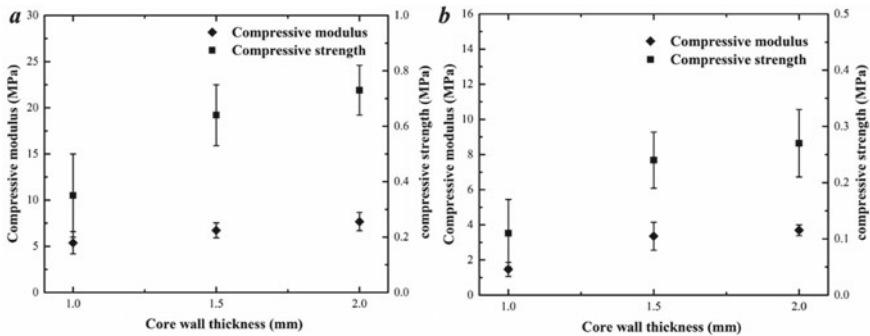 a
30
25
20
15
10
5
0
1.0
0.8
0.6
0.4
0.2
0.0
1.0 1.5 2.0
Compressive modulus (MPa)
compressive strength (MPa)
Core wall thickness (mm)
Compressive modulus
Compressive strength
b
16
14
12
10
8
6
4
2
0
0.5
0.4
0.3
0.2
0.1
0.0
1.0 1.5 2.0
Compressive modulus (MPa)
compressive strength (MPa)
Core wall thickness (mm)
Compressive modulus
Compressive strength